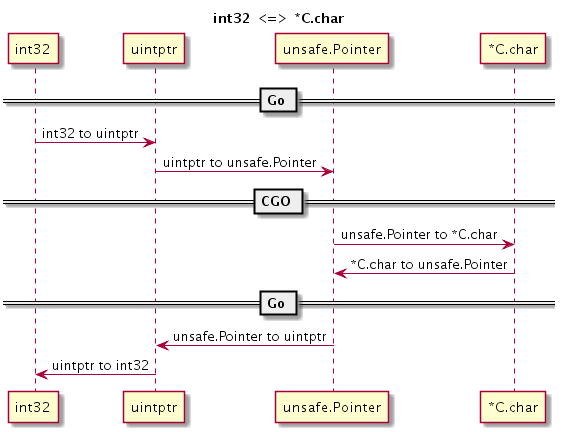 int32 <=> *C.char
int32 uintptr unsafe.Pointer *C.char
Go
int32 to uintptr
uintptr to unsafe.Pointer
CGO
unsafe.Pointer to *C.char
*C.char to unsafe.Pointer
Go
unsafe.Pointer to uintptr
uintptr to int32
int32 uintptr unsafe.Pointer *C.char